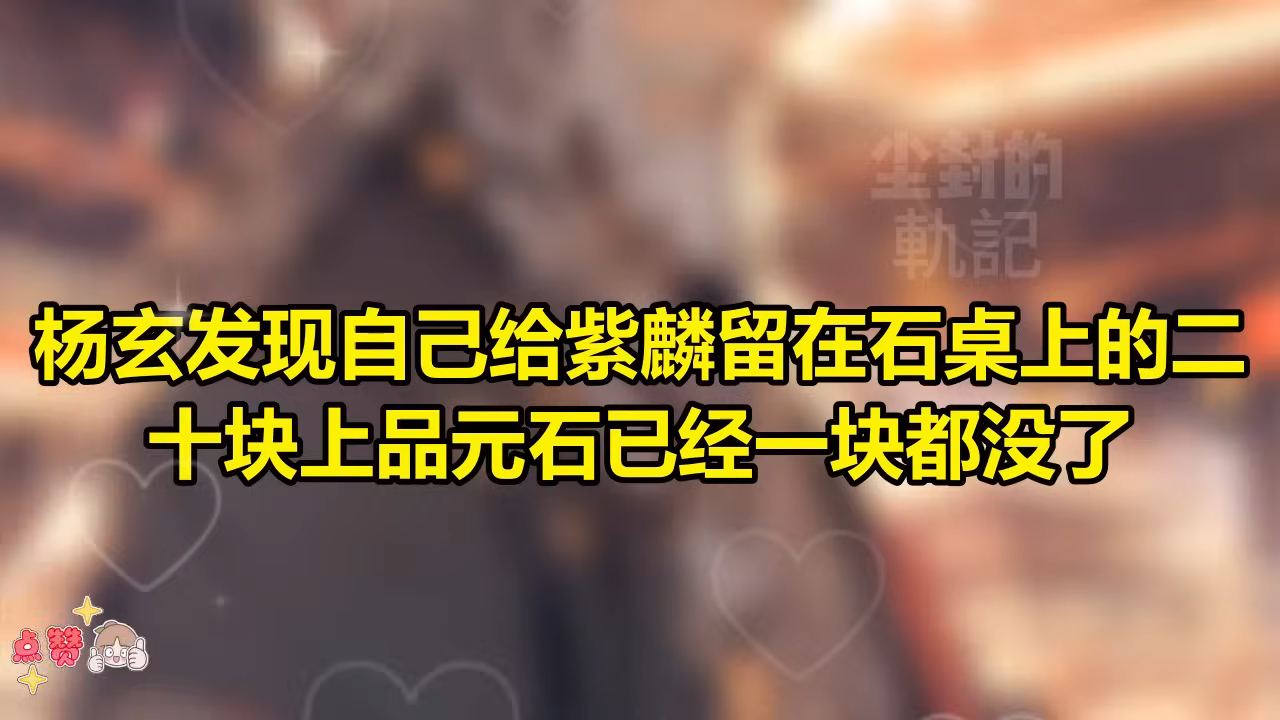 尘封的
軌記
杨玄发现自己给紫麟留在石桌上的二
十块上品元石已经一块都没了
点赞